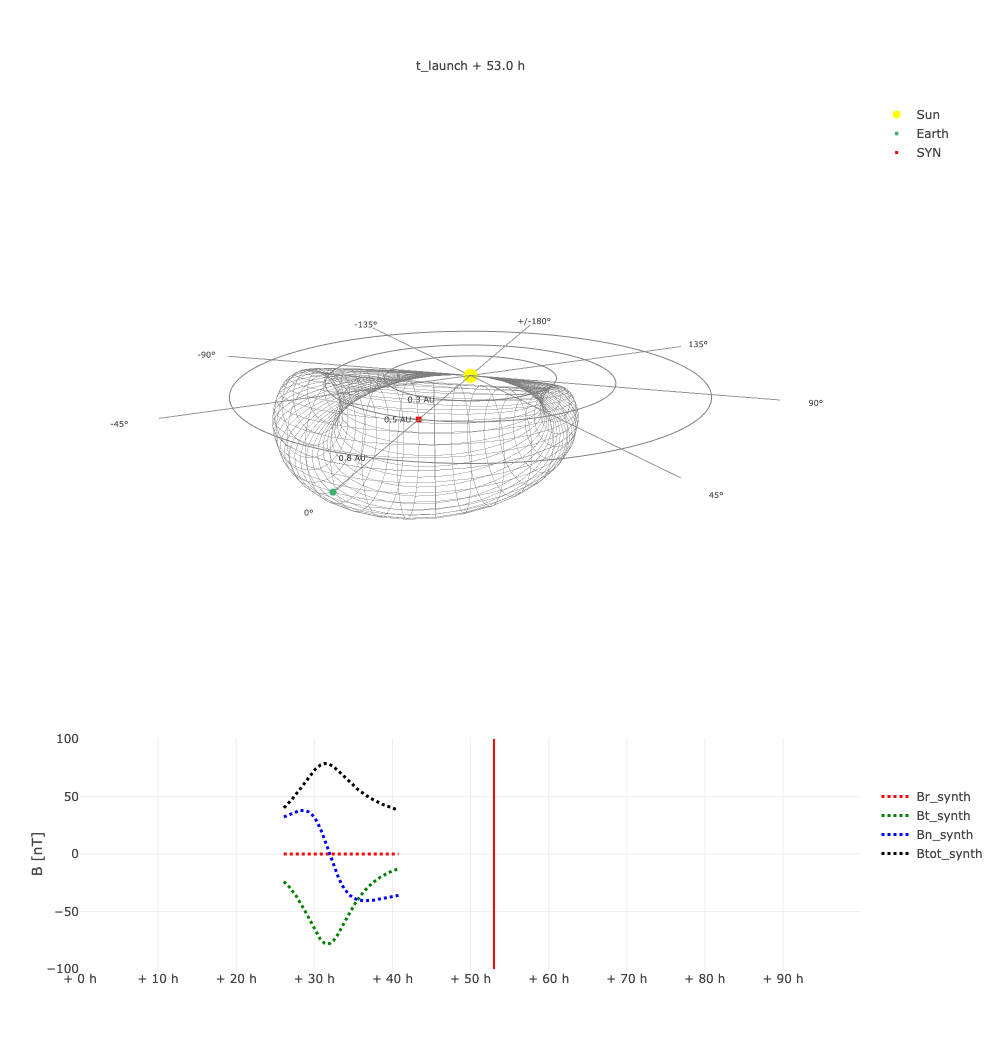 t_launch + 53.0 h
Sun
Earth
SYN
-135°
+/-180°
135°
-90°
90°
-45°
45°
0°
0.3 AU
0.5 AU
0.8 AU
B [nT]
100
50
0
−50
−100
+ 0 h
+ 10 h
+ 20 h
+ 30 h
+ 40 h
+ 50 h
+ 60 h
+ 70 h
+ 80 h
+ 90 h
Br_synth
Bt_synth
Bn_synth
Btot_synth